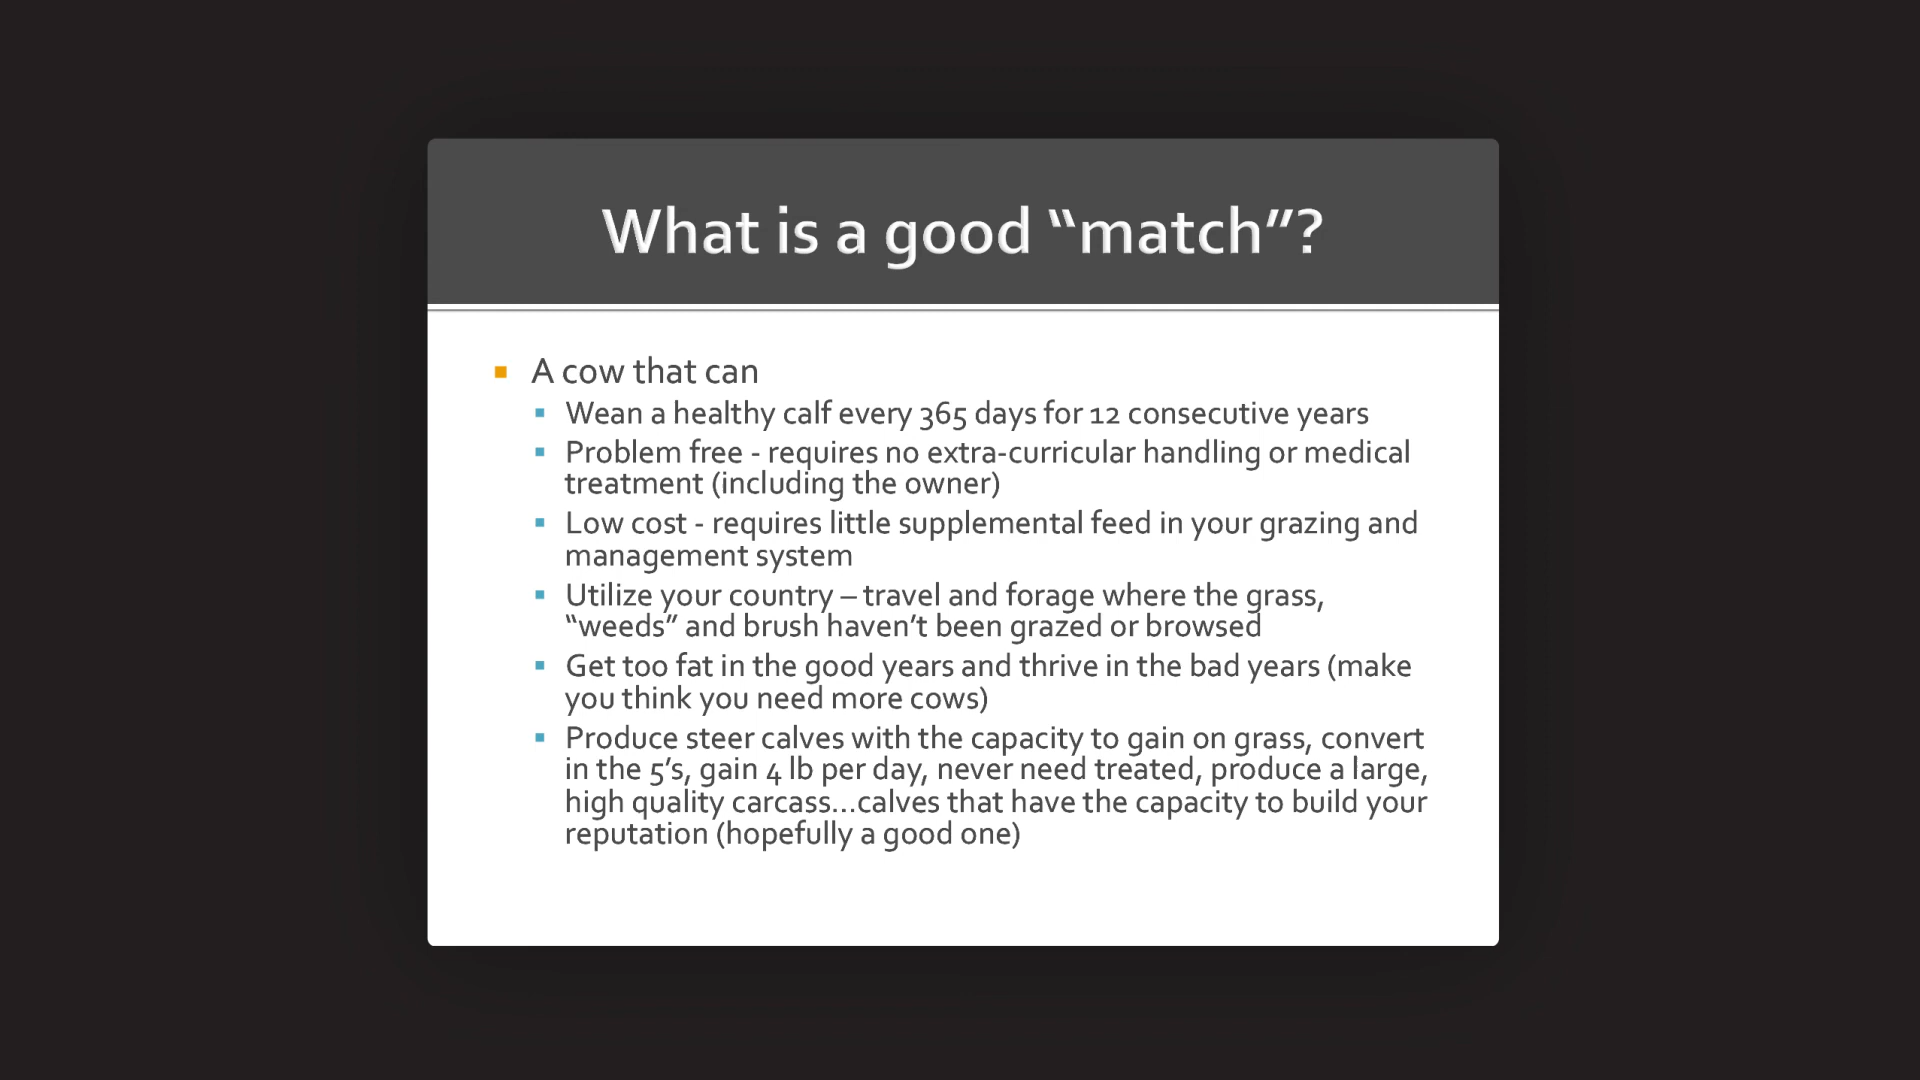 What is a good “match”?
A cow that can
Wean a healthy calf every 365 days for 12 consecutive years
Problem free - requires no extra-curricular handling or medical
treatment (including the owner)
Low cost - requires little supplemental feed in your grazing and
management system
Utilize your country – travel and forage where the grass,
“weeds” and brush haven’t been grazed or browsed
Get too fat in the good years and thrive in the bad years (make
you think you need more cows)
Produce steer calves with the capacity to gain on grass, convert
in the 5’s, gain 4 lb per day, never need treated, produce a large,
high quality carcass...calves that have the capacity to build your
reputation (hopefully a good one)